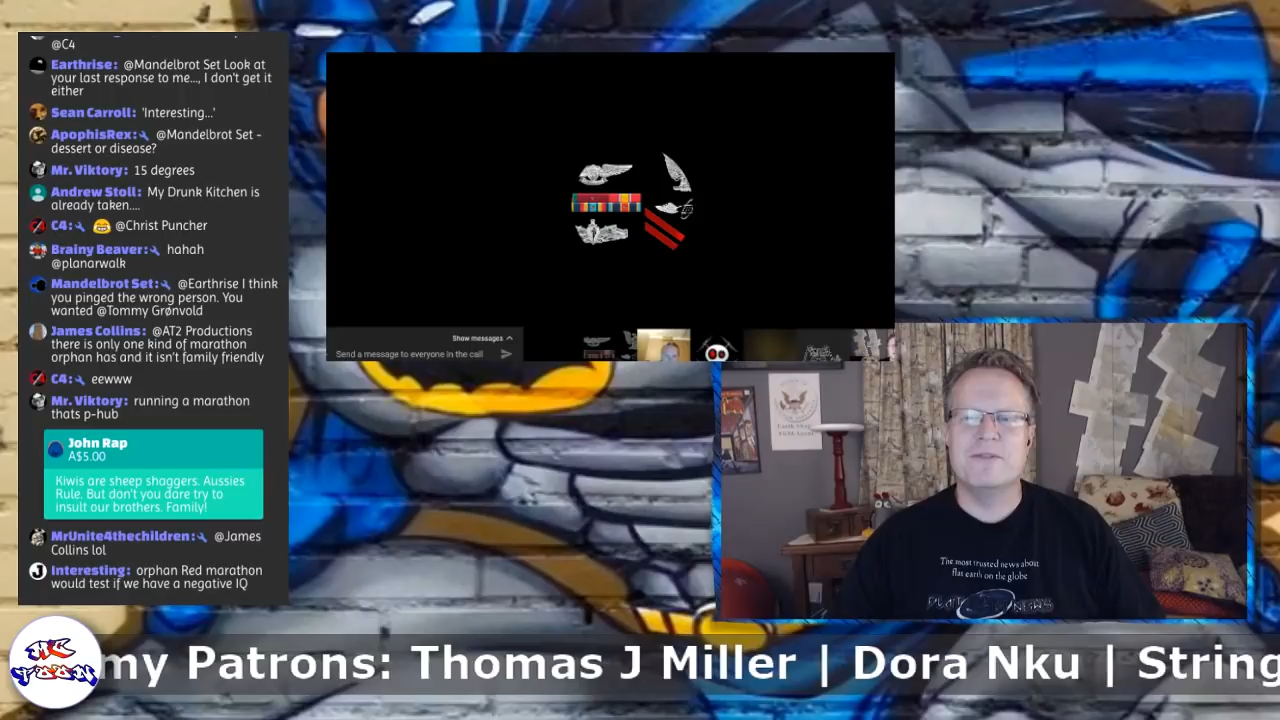 @C4
Earthrise: @Mandelbrot Set Look at
your last response to me..., I don't get it
either
Sean Carroll: 'Interesting...'
ApophisRex: @Mandelbrot Set -
dessert or disease?
Mr. Viktory: 15 degrees
Andrew Stoll: My Drunk Kitchen is
already taken....
C4: 😂 @Christ Puncher
Brainy Beaver: hahah
@planarwalk
Mandelbrot Set: @Earthrise I think
you pinged the wrong person. You
wanted @Tommy Grønvold
James Collins: @AT2 Productions
there is only one kind of marathon
orphan has and it isn't family friendly
C4: eewww
Mr. Viktory: running a marathon
thats p-hub
John Rap
A$5.00
Kiwis are sheep shaggers. Aussies
Rule. But don't you dare try to
insult our brothers. Family!
MrUnite4thechildren: @James
Collins lol
Interesting: orphan Red marathon
would test if we have a negative IQ
Show messages
Send a message to everyone in the call
The most trusted news about
flat earth on the globe
NEWS
MC
TOON
my Patrons: Thomas J Miller | Dora Nku | String